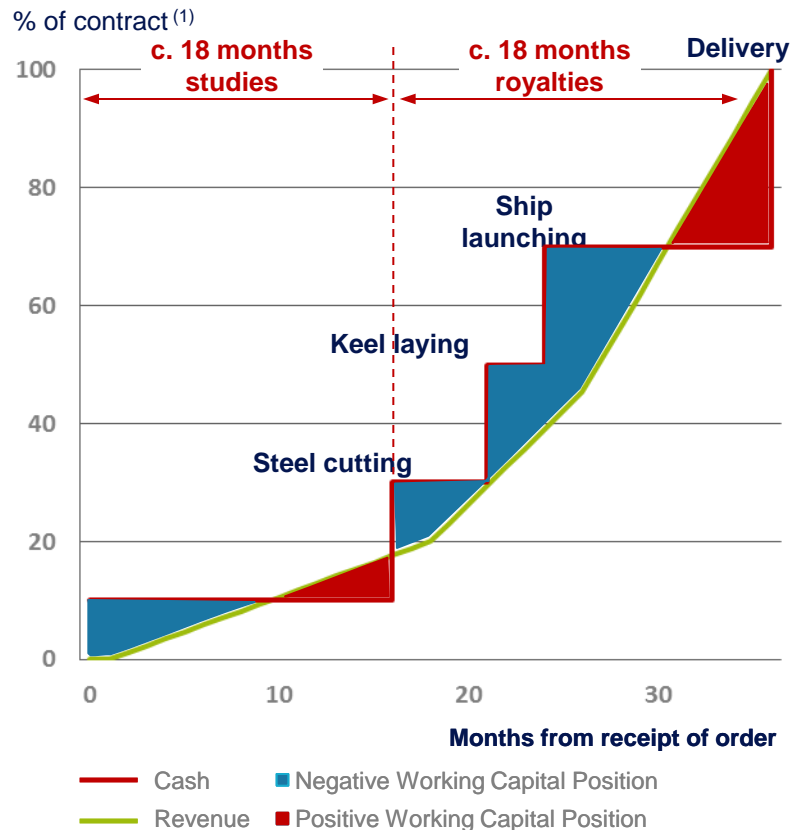 % of contract (1)
c. 18 months
studies
c. 18 months
royalties
Delivery
100
80
Ship
launching
60
Keel laying
40
Steel cutting
20
0
0 10 20 30
Months from receipt of order
Cash
Negative Working Capital Position
Revenue
Positive Working Capital Position